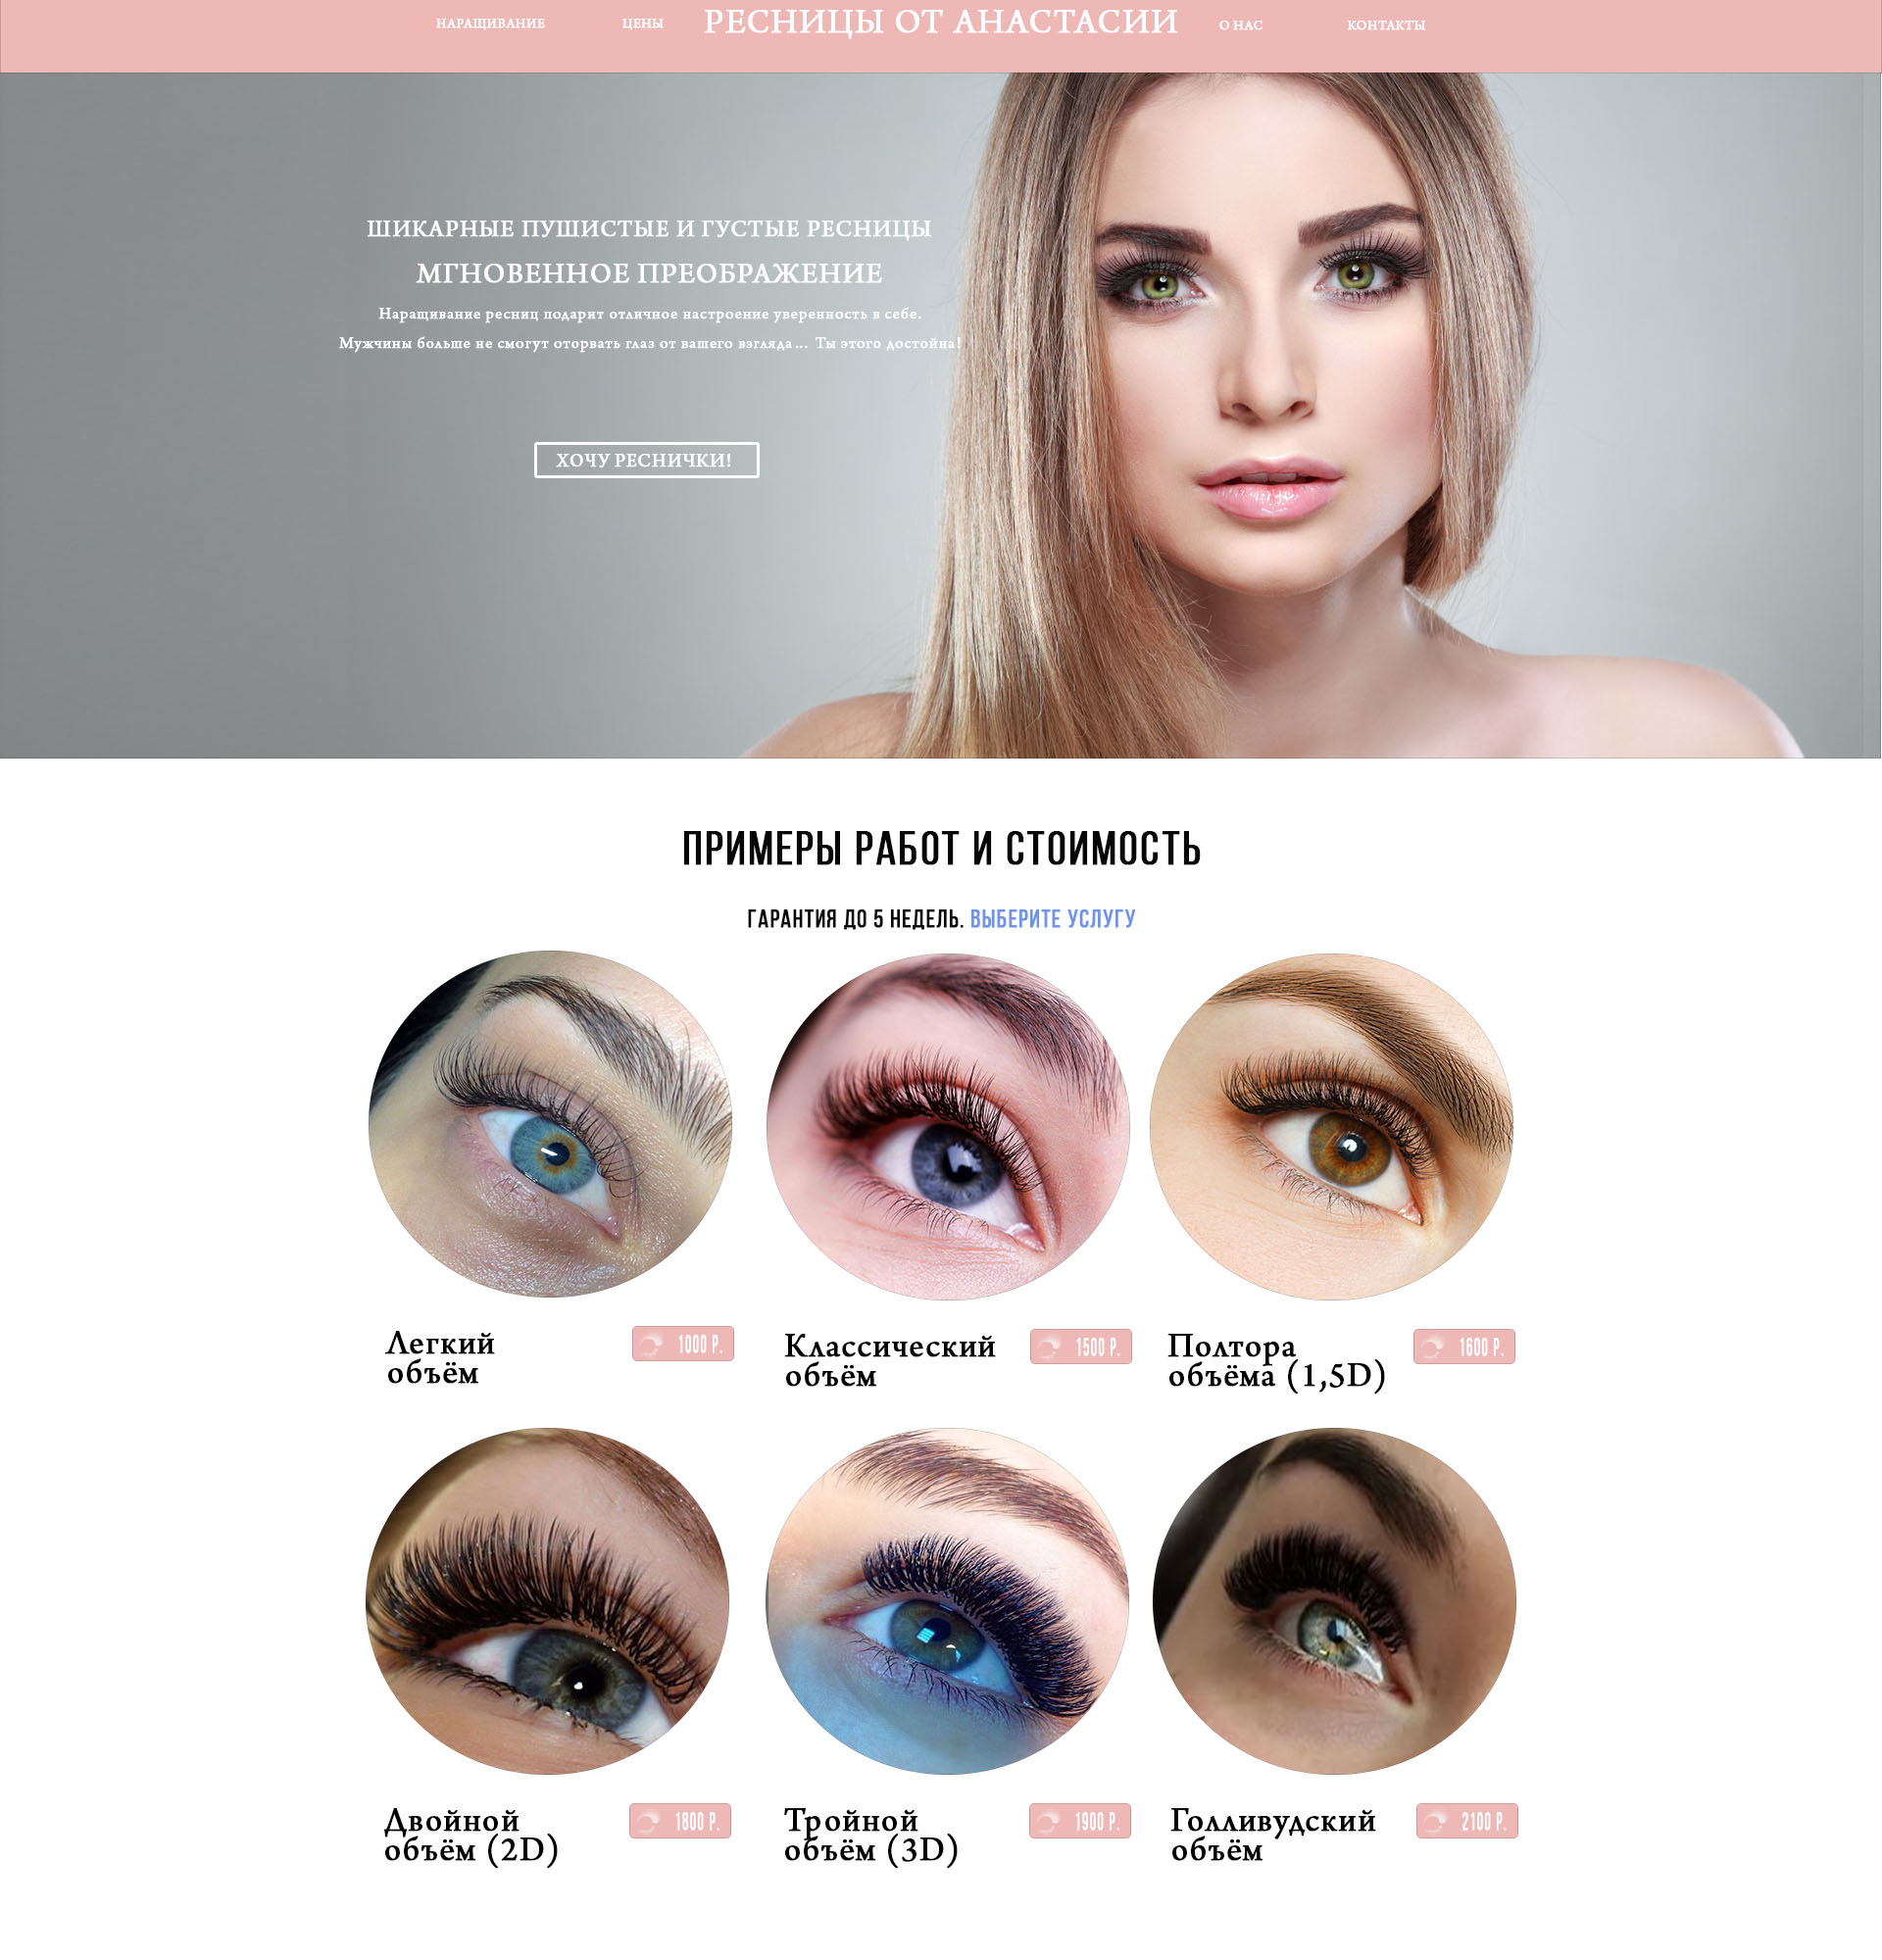 НАРАЩИВАНИЕ ЦЕНЫ РЕСНИЦЫ ОТ АНАСТАСИИ О НАС КОНТАКТЫ
ШИКАРНЫЕ ПУШИСТЫЕ И ГУСТЫЕ РЕСНИЦЫ
МГНОВЕННОЕ ПРЕОБРАЖЕНИЕ
Наращивание ресниц подарит отличное настроение уверенность в себе.
Мужчины больше не смогут оторвать глаз от вашего взгляда... Ты этого достойна!
ХОЧУ РЕСНИЧКИ!
ПРИМЕРЫ РАБОТ И СТОИМОСТЬ
ГАРАНТИЯ ДО 5 НЕДЕЛЬ. ВЫБЕРИТЕ УСЛУГУ
Легкий
объём
1000 Р.
Классический
объём
1500 Р.
Полтора
объёма (1,5D)
1600 Р.
Двойной
объём (2D)
1800 Р.
Тройной
объём (3D)
1900 Р.
Голливудский
объём
2100 Р.